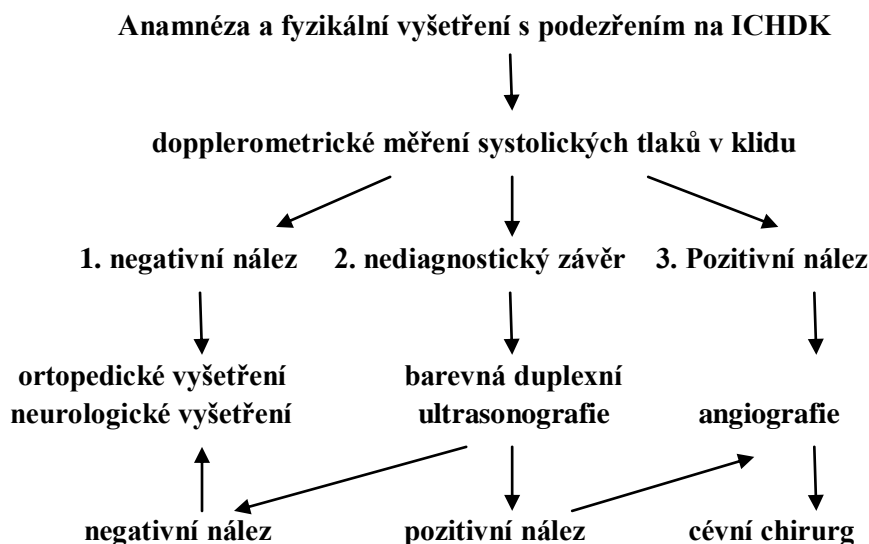 Anamnéza a fyzikální vyšetření s podezřením na ICHDK
dopplerometrické měření systolických tlaků v klidu
1. negativní nález 2. nediagnostický závěr 3. Pozitivní nález
ortopedické vyšetření
neurologické vyšetření
barevná duplexní
ultrasonografie
angiografie
negativní nález
pozitivní nález
cévní chirurg